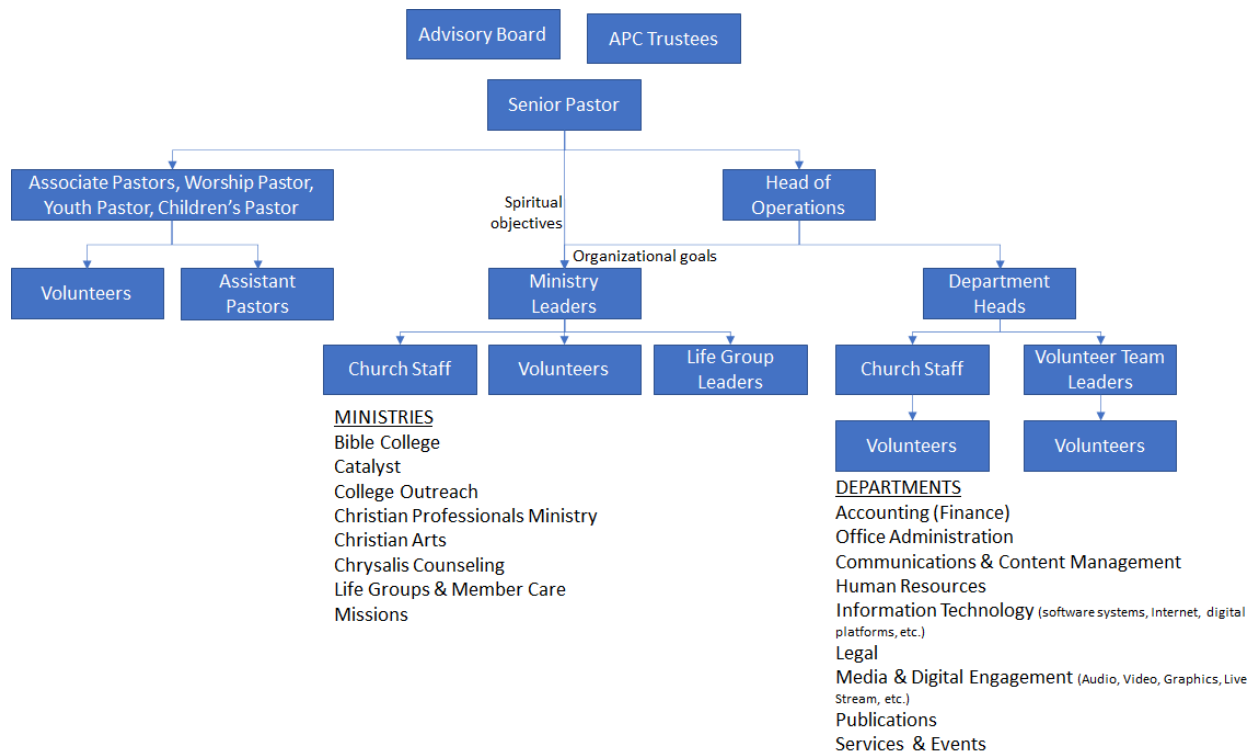 Advisory Board
APC Trustees
Senior Pastor
Associate Pastors, Worship Pastor,
Youth Pastor, Children's Pastor
Spiritual
objectives
Head of
Operations
Organizational goals
Volunteers
Assistant
Pastors
Ministry
Leaders
Department
Heads
Church Staff
Volunteers
Life Group
Leaders
Church Staff
Volunteer Team
Leaders
Volunteers
Volunteers
MINISTRIES
Bible College
Catalyst
College Outreach
Christian Professionals Ministry
Christian Arts
Chrysalis Counseling
Life Groups & Member Care
Missions
DEPARTMENTS
Accounting (Finance)
Office Administration
Communications & Content Management
Human Resources
Information Technology (software systems, Internet, digital
platforms, etc.)
Legal
Media & Digital Engagement (Audio, Video, Graphics, Live
Stream, etc.)
Publications
Services & Events